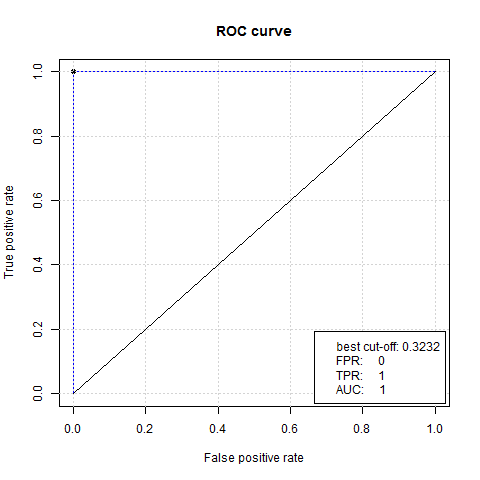 ROC curve
True positive rate
1.0
0.8
0.6
0.4
0.2
0.0
best cut-off: 0.3232
FPR: 0
TPR: 1
AUC: 1
0.0 0.2 0.4 0.6 0.8 1.0
False positive rate